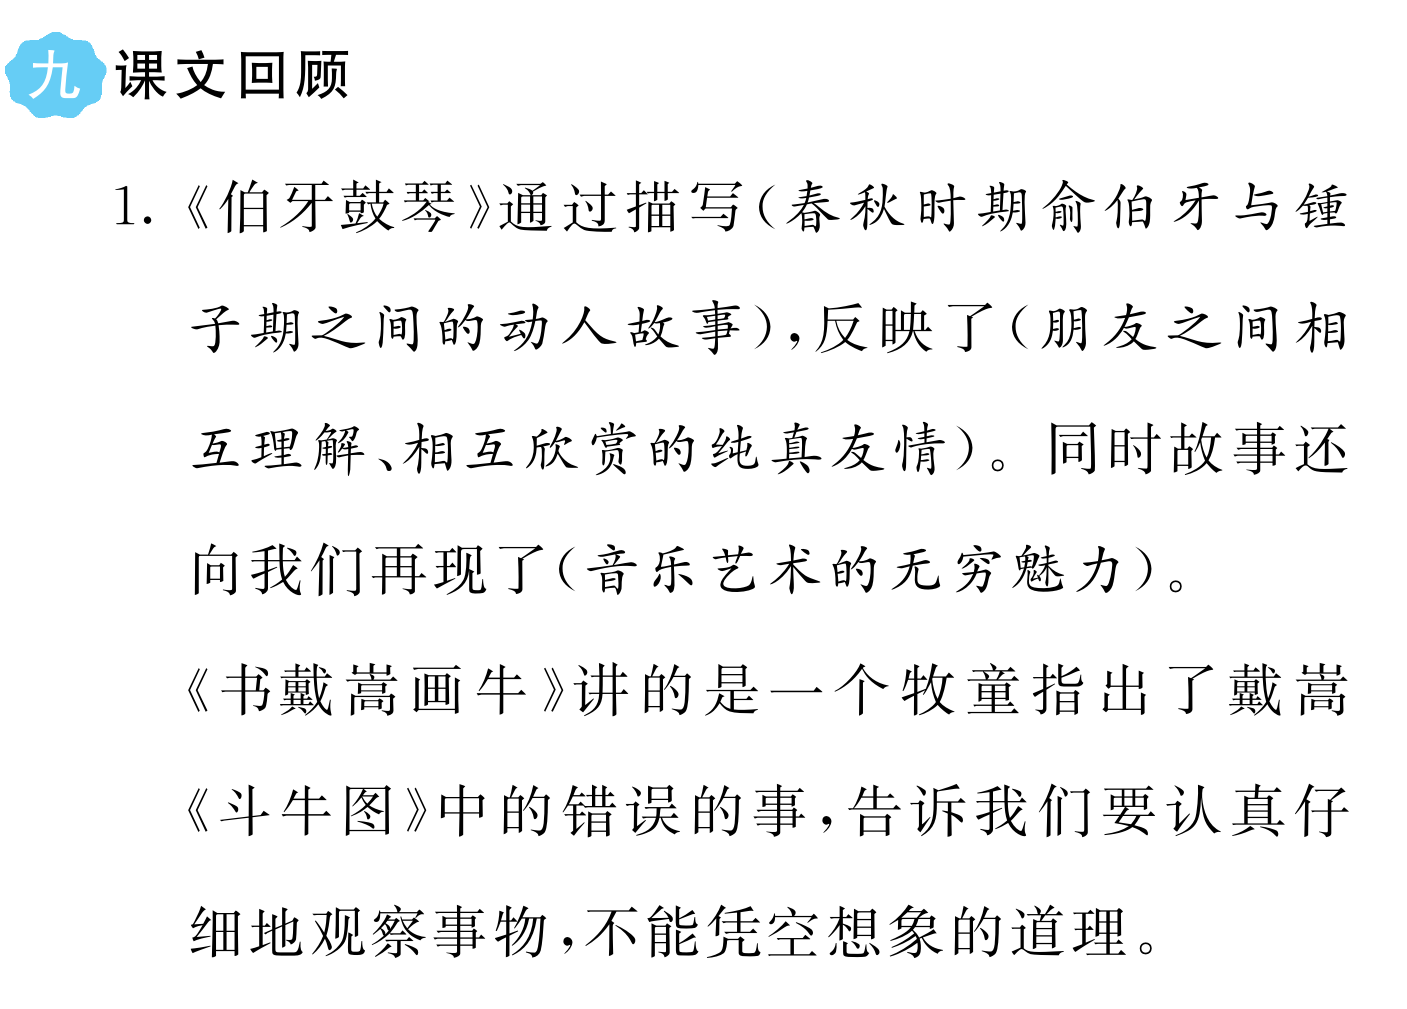 九 课文回顾
1. 《伯牙鼓琴》通过描写(春秋时期俞伯牙与锺
子期之间的动人故事),反映了(朋友之间相
互理解、相互欣赏的纯真友情)。同时故事还
向我们再现了(音乐艺术的无穷魅力)。
《书戴嵩画牛》讲的是一个牧童指出了戴嵩
《斗牛图》中的错误的事,告诉我们要认真仔
细地观察事物,不能凭空想象的道理。